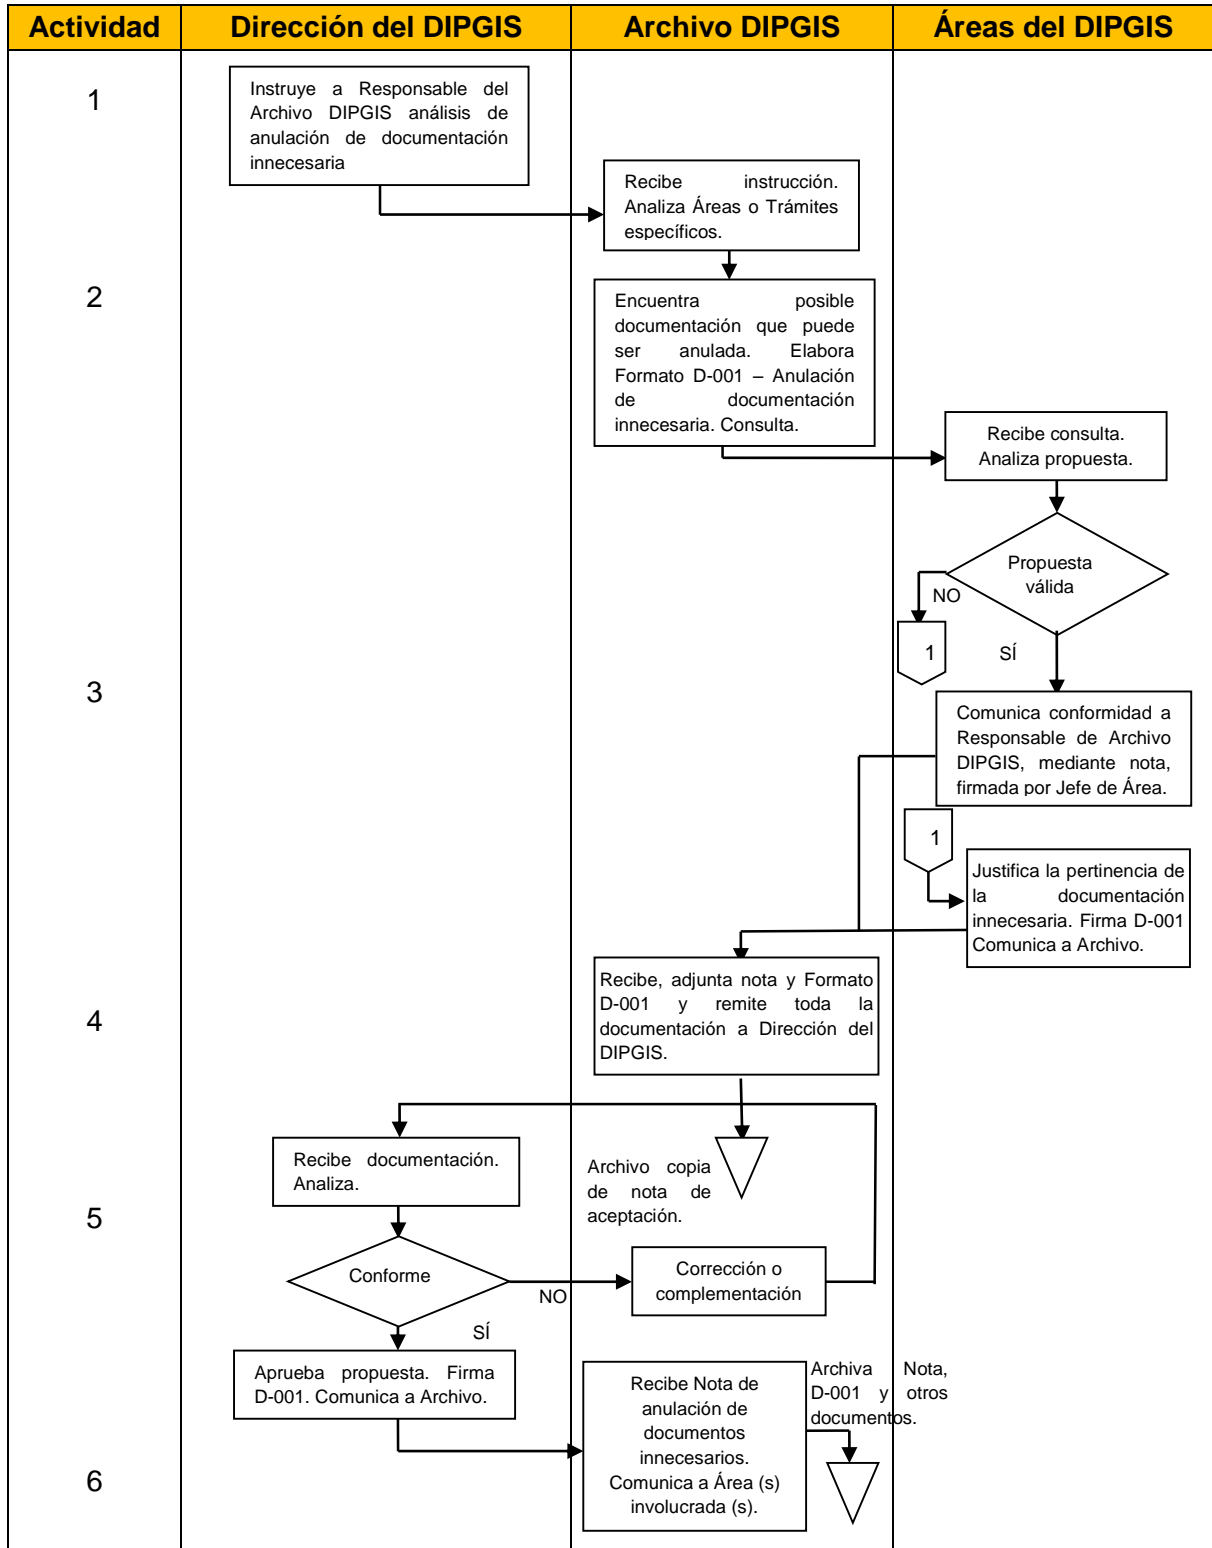 Actividad
Dirección del DIPGIS
Archivo DIPGIS
Áreas del DIPGIS
1
Instruye a Responsable del
Archivo DIPGIS análisis de
anulación de documentación
innecesaria
Recibe instrucción.
Analiza Áreas o Trámites
específicos.
2
Encuentra posible
documentación que puede
ser anulada. Elabora
Formato D-001 – Anulación
de documentación
innecesaria. Consulta.
Recibe consulta.
Analiza propuesta.
Propuesta
válida
NO
1
SÍ
3
Comunica conformidad a
Responsable de Archivo
DIPGIS, mediante nota,
firmada por Jefe de Área.
1
Justifica la pertinencia de
la documentación
innecesaria. Firma D-001
Comunica a Archivo.
4
Recibe, adjunta nota y Formato
D-001 y remite toda la
documentación a Dirección del
DIPGIS.
Recibe documentación.
Analiza.
Archivo copia
de nota de
aceptación.
5
Conforme
NO
Corrección o
complementación
SÍ
Aprueba propuesta. Firma
D-001. Comunica a Archivo.
Recibe Nota de
anulación de
documentos
innecesarios.
Comunica a Área (s)
involucrada (s).
Archiva Nota,
D-001 y otros
documentos.
6